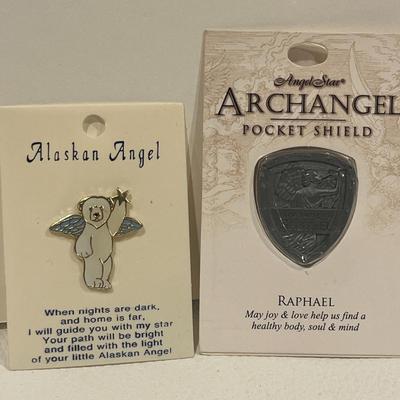 Alaskan Angel
When nights are dark,
and home is far,
I will guide you with my star
Your path will be bright
and filled with the light
of your little Alaskan Angel
AngelStar®
ARCHANGEL
POCKET SHIELD
RAPHAEL
May joy & love help us find a
healthy body, soul & mind